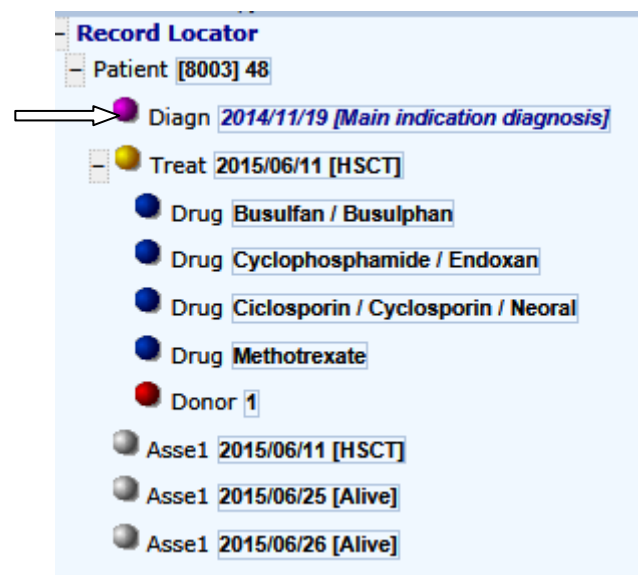 Record Locator
Patient [8003] 48
Diagn 2014/11/19 [Main indication diagnosis]
Treat 2015/06/11 [HSCT]
Drug Busulfan / Busulphan
Drug Cyclophosphamide / Endoxan
Drug Ciclosporin / Cyclosporin / Neoral
Drug Methotrexate
Donor 1
Asse1 2015/06/11 [HSCT]
Asse1 2015/06/25 [Alive]
Asse1 2015/06/26 [Alive]